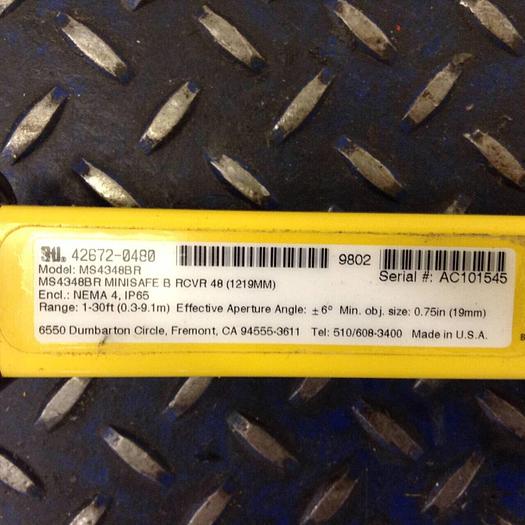 STI. 42672-0480 9802
Model: MS4348BR Serial #: AC101545
MS4348BR MINISAFE B RCVR 48 (1219MM)
Encl.: NEMA 4, IP65
Range: 1-30ft (0.3-9.1m) Effective Aperture Angle: ± 6° Min. obj. size: 0.75in (19mm)
6550 Dumbarton Circle, Fremont, CA 94555-3611 Tel: 510/608-3400 Made in U.S.A.